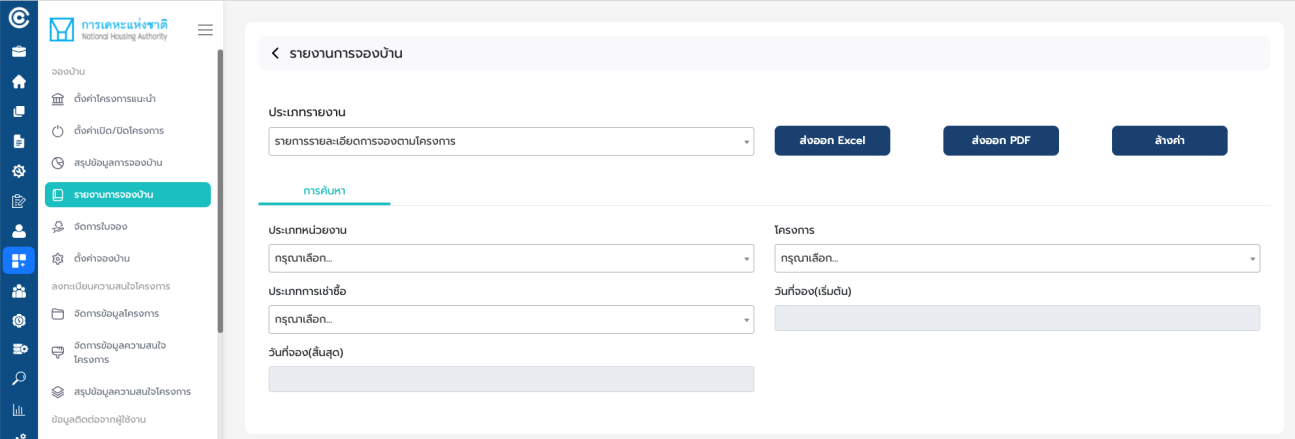 การเคหะแห่งชาติ
National Housing Authority
จองบ้าน
ตั้งค่าโครงการแนะนำ
ตั้งค่าเปิด/ปิดโครงการ
สรุปข้อมูลการจองบ้าน
รายงานการจองบ้าน
จัดการใบจอง
ตั้งค่าจองบ้าน
ลงทะเบียนความสนใจโครงการ
จัดการข้อมูลโครงการ
จัดการข้อมูลความสนใจ
โครงการ
สรุปข้อมูลความสนใจโครงการ
ข้อมูลติดต่อจากผู้ใช้งาน
รายงานการจองบ้าน
ประเภทรายงาน
รายการรายละเอียดการจองตามโครงการ
ส่งออก Excel
ส่งออก PDF
ล้างค่า
การค้นหา
ประเภทหน่วยงาน
โครงการ
กรุณาเลือก...
กรุณาเลือก...
ประเภทการเช่าซื้อ
วันที่จอง(เริ่มต้น)
กรุณาเลือก...
วันที่จอง(สิ้นสุด)